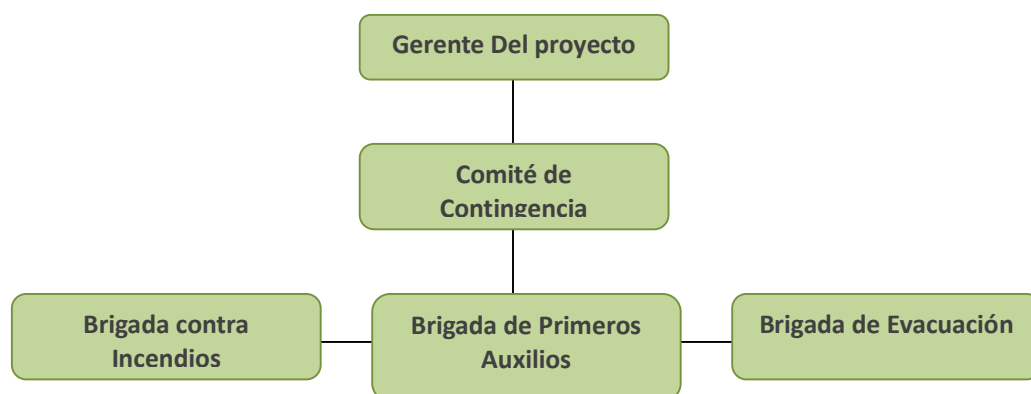 Gerente Del proyecto
Comité de
Contingencia
Brigada contra
Incendios
Brigada de Primeros
Auxilios
Brigada de Evacuación